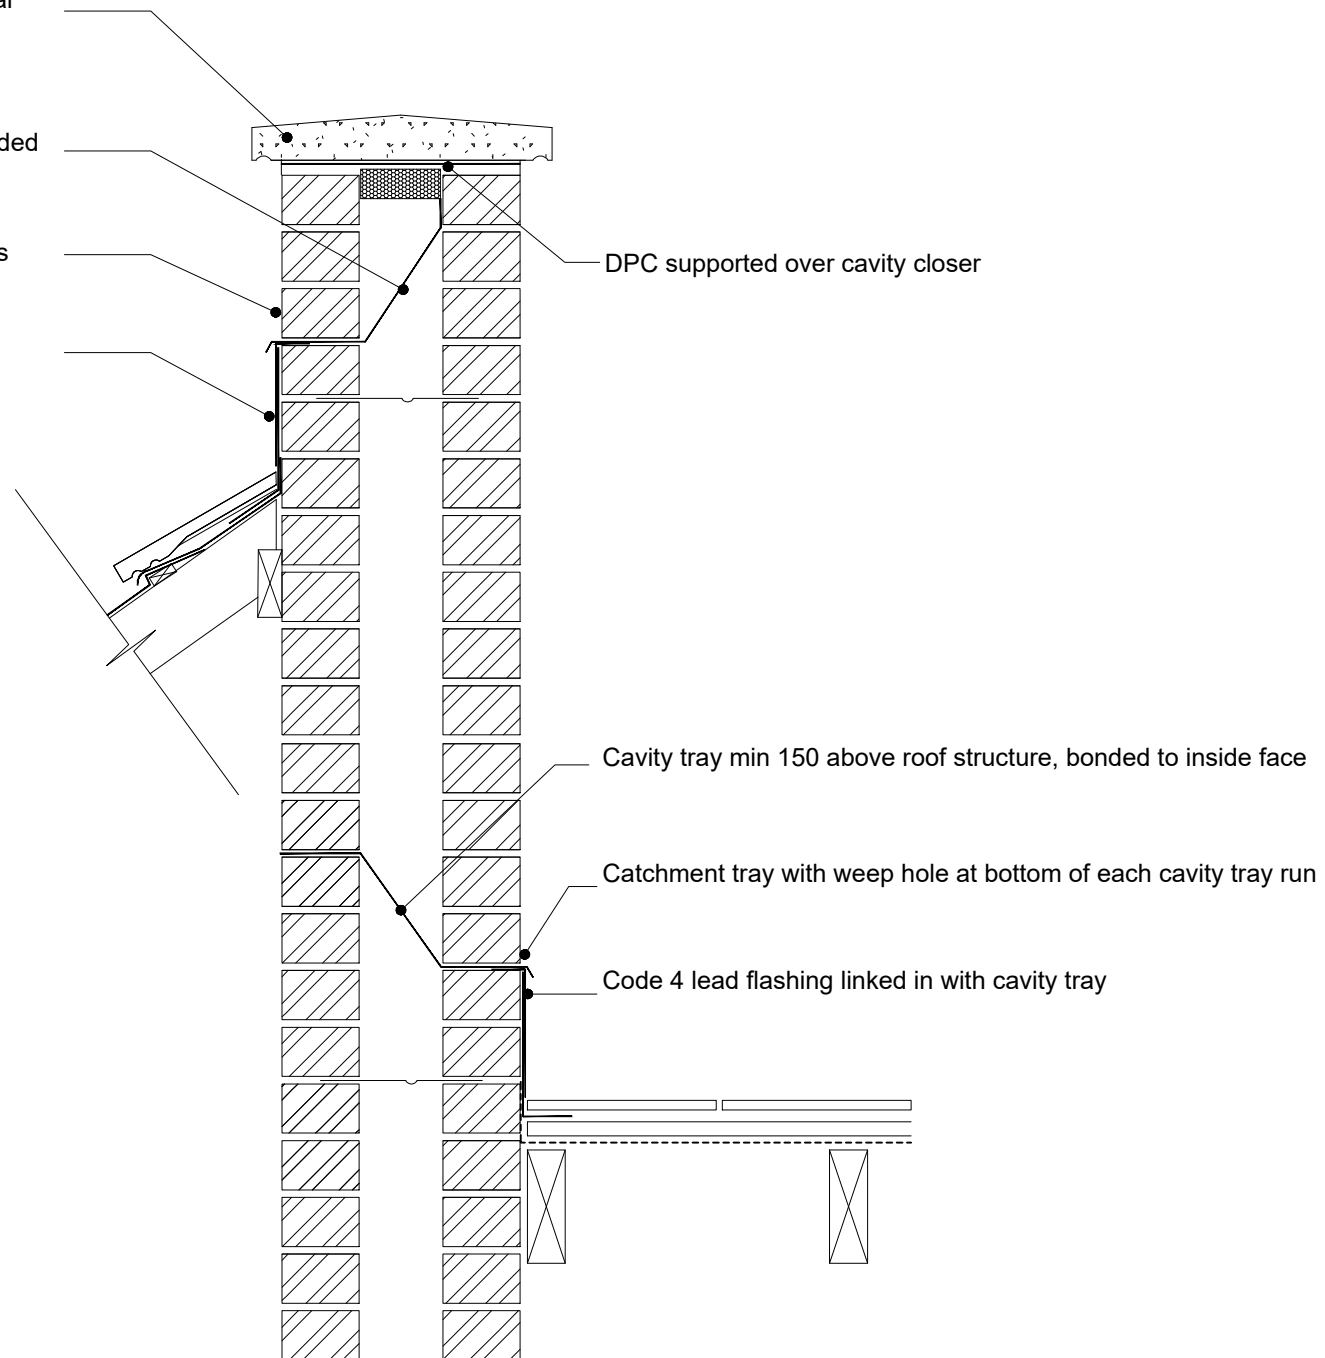 ded
DPC supported over cavity closer
Cavity tray min 150 above roof structure, bonded to inside face
Catchment tray with weep hole at bottom of each cavity tray run
Code 4 lead flashing linked in with cavity tray